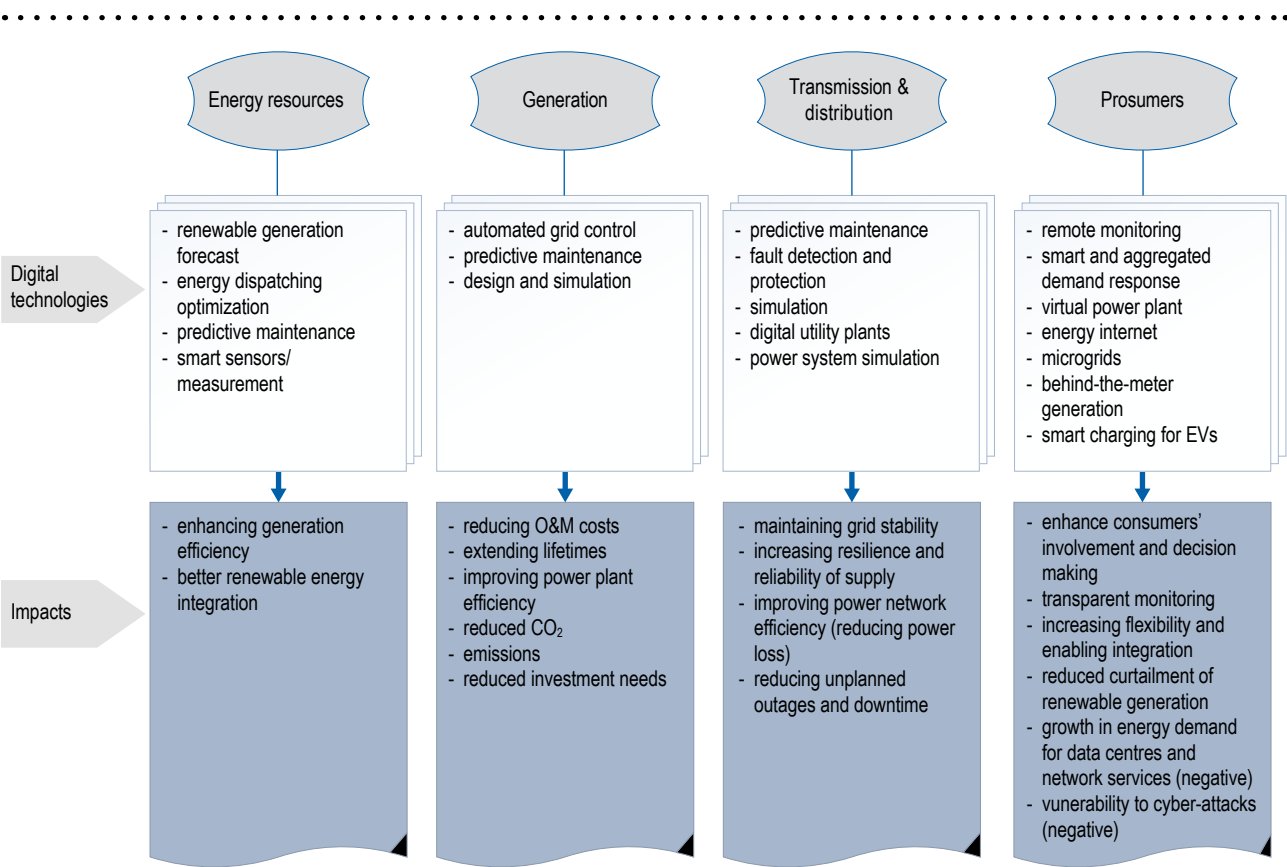 Energy resources
Generation
Transmission &
distribution
Prosumers
Digital
technologies
- renewable generation
forecast
- energy dispatching
optimization
- predictive maintenance
- smart sensors/
measurement
- automated grid control
- predictive maintenance
- design and simulation
- predictive maintenance
- fault detection and
protection
- simulation
- digital utility plants
- power system simulation
- remote monitoring
- smart and aggregated
demand response
- virtual power plant
- energy internet
- microgrids
- behind-the-meter
generation
- smart charging for EVs
Impacts
- enhancing generation
efficiency
- better renewable energy
integration
- reducing O&M costs
- extending lifetimes
- improving power plant
efficiency
- reduced CO₂
- emissions
- reduced investment needs
- maintaining grid stability
- increasing resilience and
reliability of supply
- improving power network
efficiency (reducing power
loss)
- reducing unplanned
outages and downtime
- enhance consumers’
involvement and decision
making
- transparent monitoring
- increasing flexibility and
enabling integration
- reduced curtailment of
renewable generation
- growth in energy demand
for data centres and
network services (negative)
- vunerability to cyber-attacks
(negative)